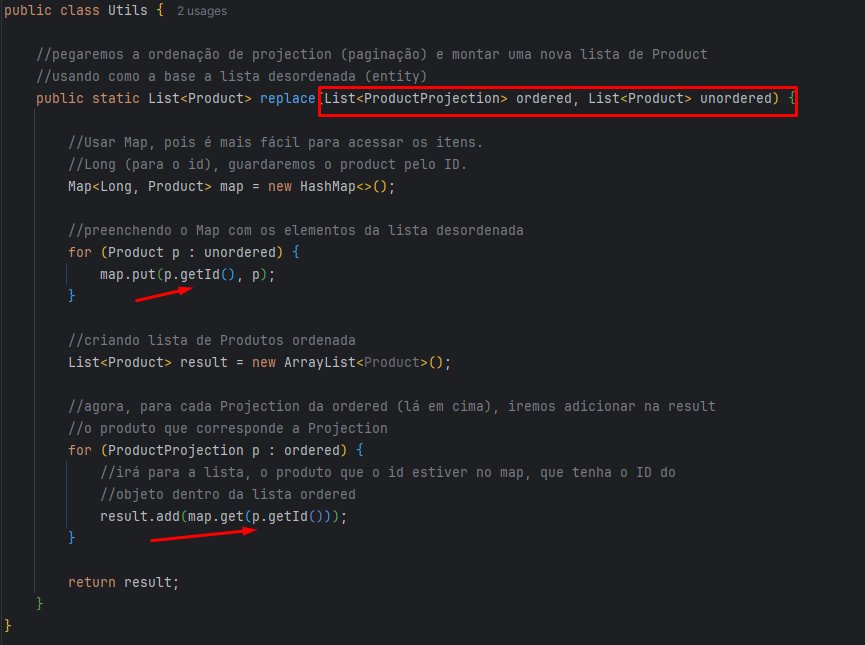 public class Utils { 2 usages
//pegaremos a ordenação de projection (paginação) e montar uma nova lista de Product
//usando como a base a lista desordenada (entity)
public static List<Product> replace(List<ProductProjection> ordered, List<Product> unordered) {
//Usar Map, pois é mais fácil para acessar os itens.
//Long (para o id), guardaremos o product pelo ID.
Map<Long, Product> map = new HashMap<>();
//preenchendo o Map com os elementos da lista desordenada
for (Product p : unordered) {
map.put(p.getId(), p);
}
//criando lista de Produtos ordenada
List<Product> result = new ArrayList<Product>();
//agora, para cada Projection da ordered (lá em cima), iremos adicionar na result
//o produto que corresponde a Projection
for (ProductProjection p : ordered) {
//irá para a lista, o produto que o id estiver no map, que tenha o ID do
//objeto dentro da lista ordered
result.add(map.get(p.getId()));
}
return result;
}
}